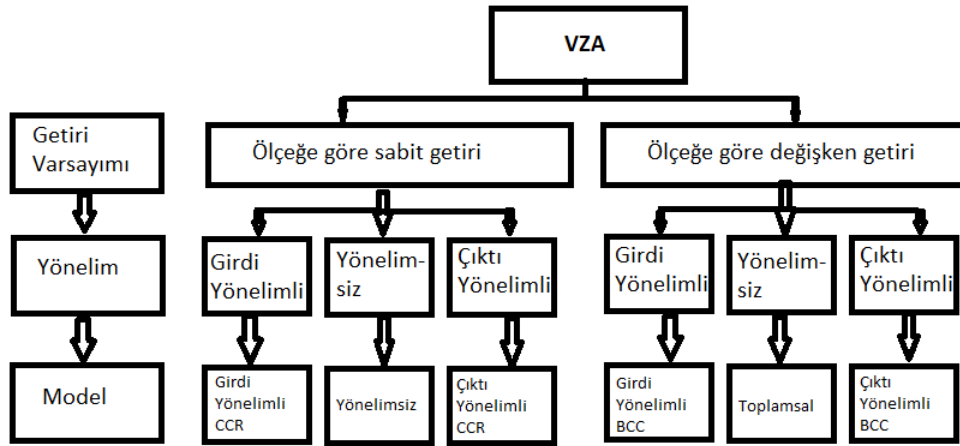 VZA
Getiri
Varsayımı
Ölçeğe göre sabit getiri
Ölçeğe göre değişken getiri
Yönelim
Girdi
Yönelimli
Yönelim-
siz
Çıktı
Yönelimli
Girdi
Yönelimli
Yönelim-
siz
Çıktı
Yönelimli
Model
Girdi
Yönelimli
CCR
Yönelimsiz
Çıktı
Yönelimli
CCR
Girdi
Yönelimli
BCC
Toplamsal
Çıktı
Yönelimli
BCC